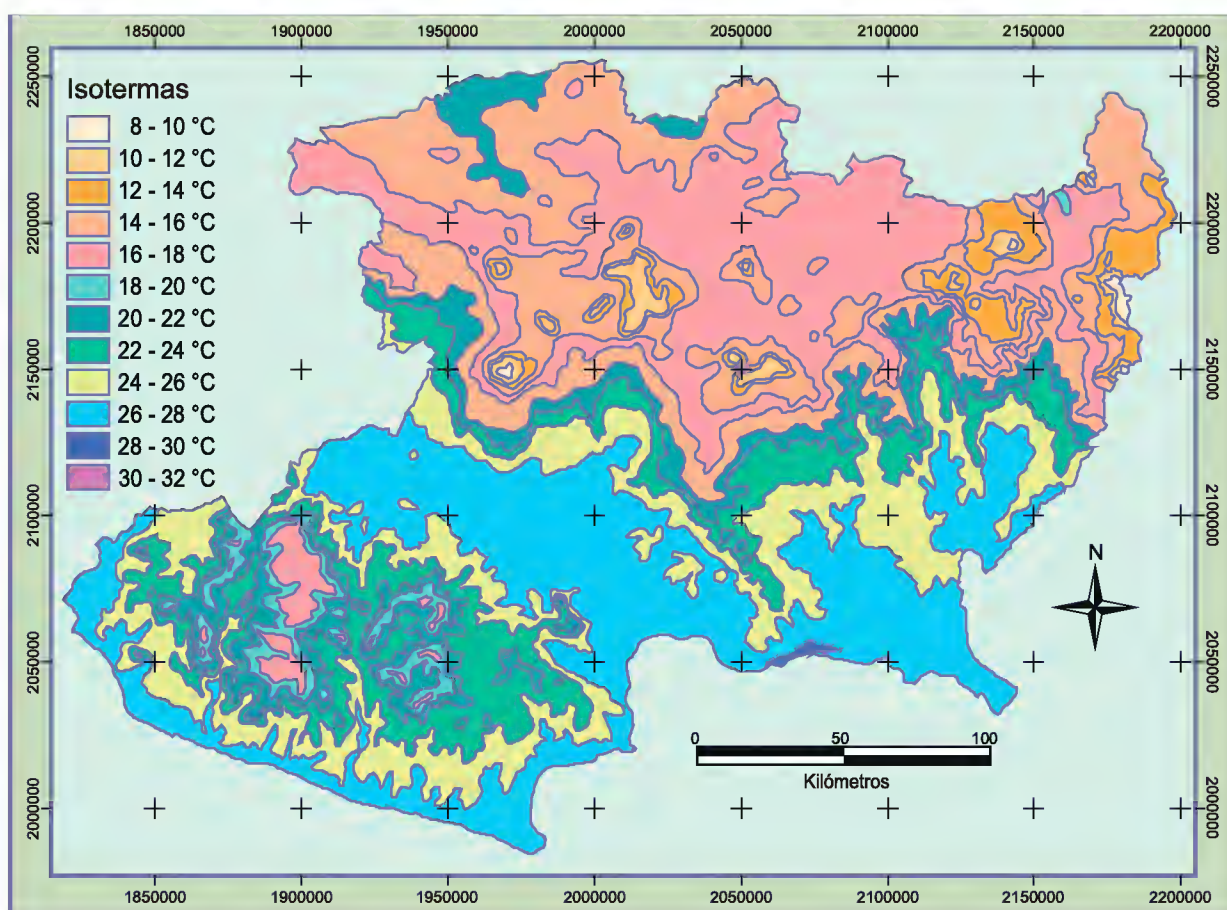 1850000 1900000 1950000 2000000 2050000 2100000 2150000 2200000
2250000 2250000
2200000 2200000
2150000 2150000
2100000 2100000
2050000 2050000
2000000 2000000
Isotermas
8 - 10 °C
10 - 12 °C
12 - 14 °C
14 - 16 °C
16 - 18 °C
18 - 20 °C
20 - 22 °C
22 - 24 °C
24 - 26 °C
26 - 28 °C
28 - 30 °C
30 - 32 °C
N
0 50 100
Kilómetros
1850000 1900000 1950000 2000000 2050000 2100000 2150000 2200000